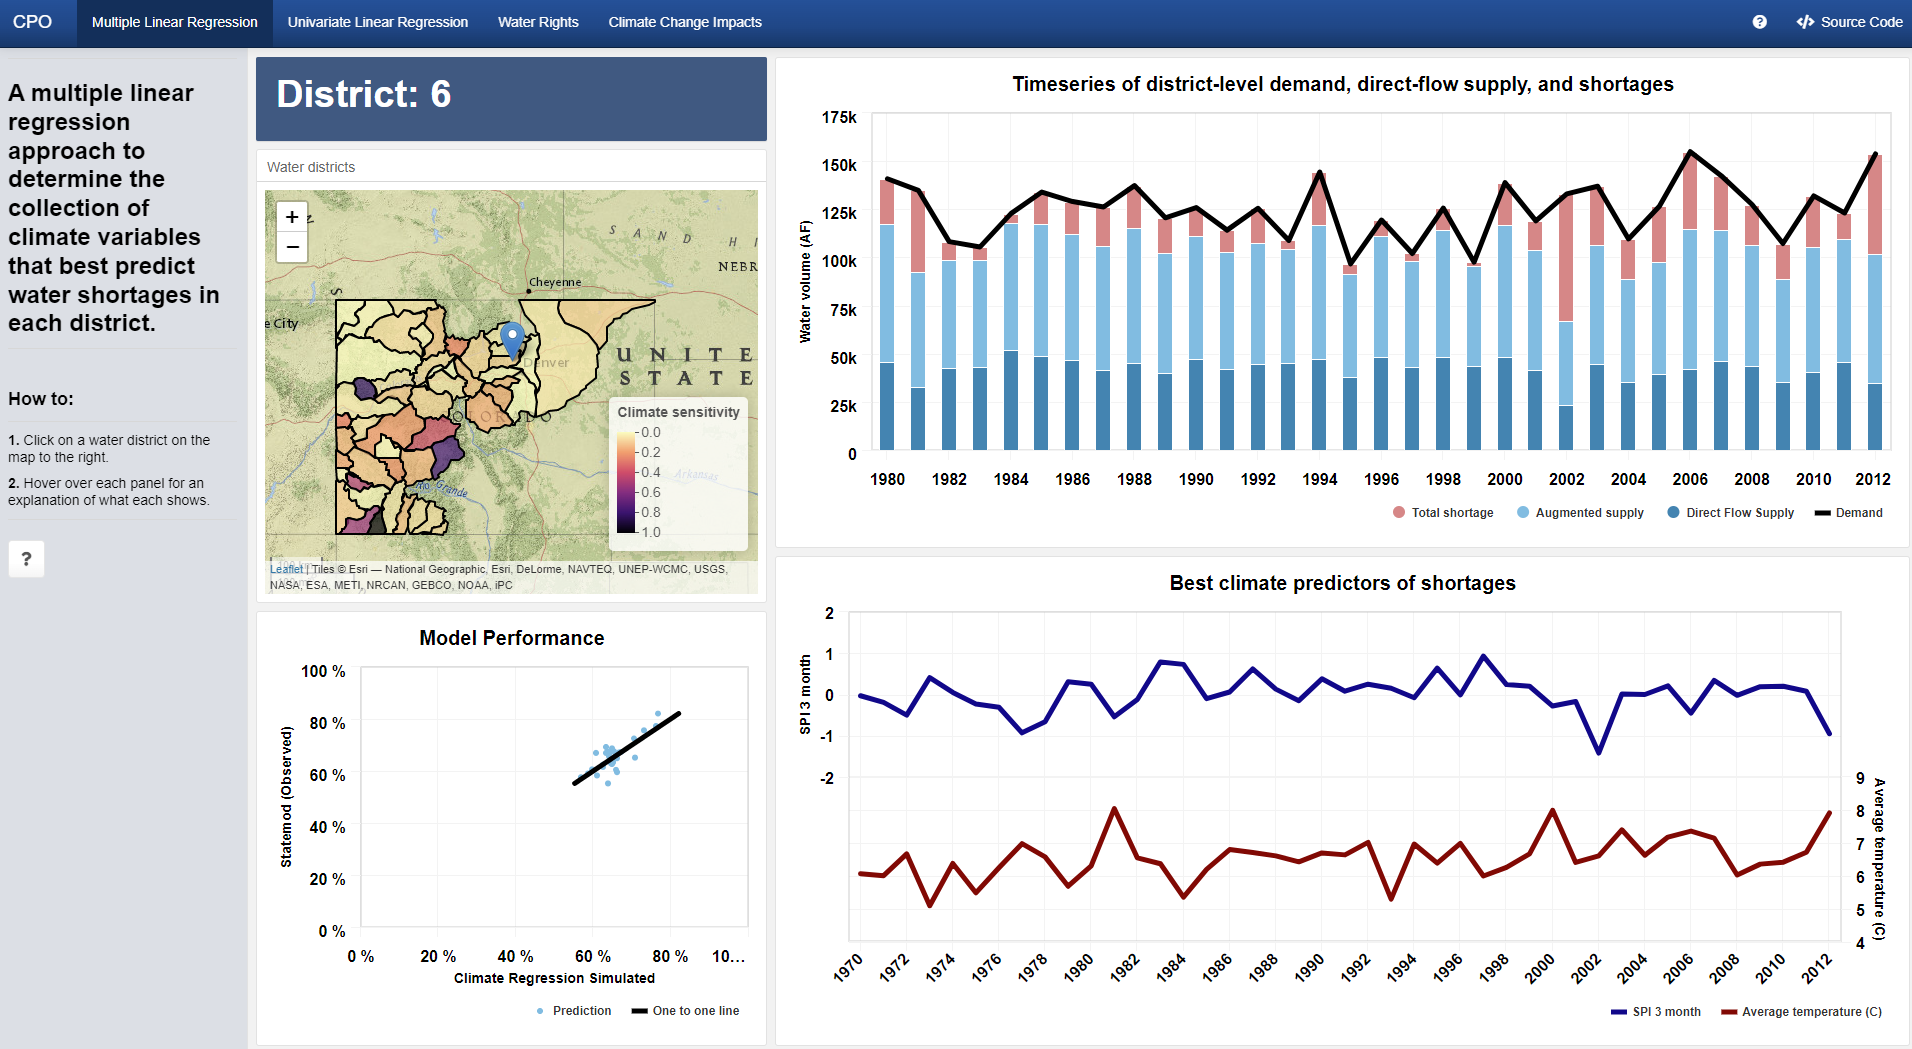 CPO
Multiple Linear Regression
Univariate Linear Regression
Water Rights
Climate Change Impacts
?
</> Source Code
A multiple linear
regression
approach to
determine the
collection of
climate variables
that best predict
water shortages in
each district.
How to:
1. Click on a water district on the
map to the right.
2. Hover over each panel for an
explanation of what each shows.
?
District: 6
Water districts
+
−
SAND HI
NEBR
Cheyenne
e City
Denver
UNITE
STATE
COLORADO
Rio Grande
Arkansas
Climate sensitivity
0.0
0.2
0.4
0.6
0.8
1.0
Leaflet | Tiles © Esri — National Geographic, Esri, DeLorme, NAVTEQ, UNEP-WCMC, USGS,
NASA, ESA, METI, NRCAN, GEBCO, NOAA, iPC
Model Performance
100 %
80 %
60 %
40 %
20 %
0 %
Statemod (Observed)
0 % 20 % 40 % 60 % 80 % 10...
Climate Regression Simulated
Prediction One to one line
Timeseries of district-level demand, direct-flow supply, and shortages
175k
150k
125k
100k
75k
50k
25k
0
Water volume (AF)
1980 1982 1984 1986 1988 1990 1992 1994 1996 1998 2000 2002 2004 2006 2008 2010 2012
Total shortage Augmented supply Direct Flow Supply Demand
Best climate predictors of shortages
2
1
0
-1
-2
SPI 3 month
9
8
7
6
5
4
Average temperature (C)
1970 1972 1974 1976 1978 1980 1982 1984 1986 1988 1990 1992 1994 1996 1998 2000 2002 2004 2006 2008 2010 2012
SPI 3 month Average temperature (C)